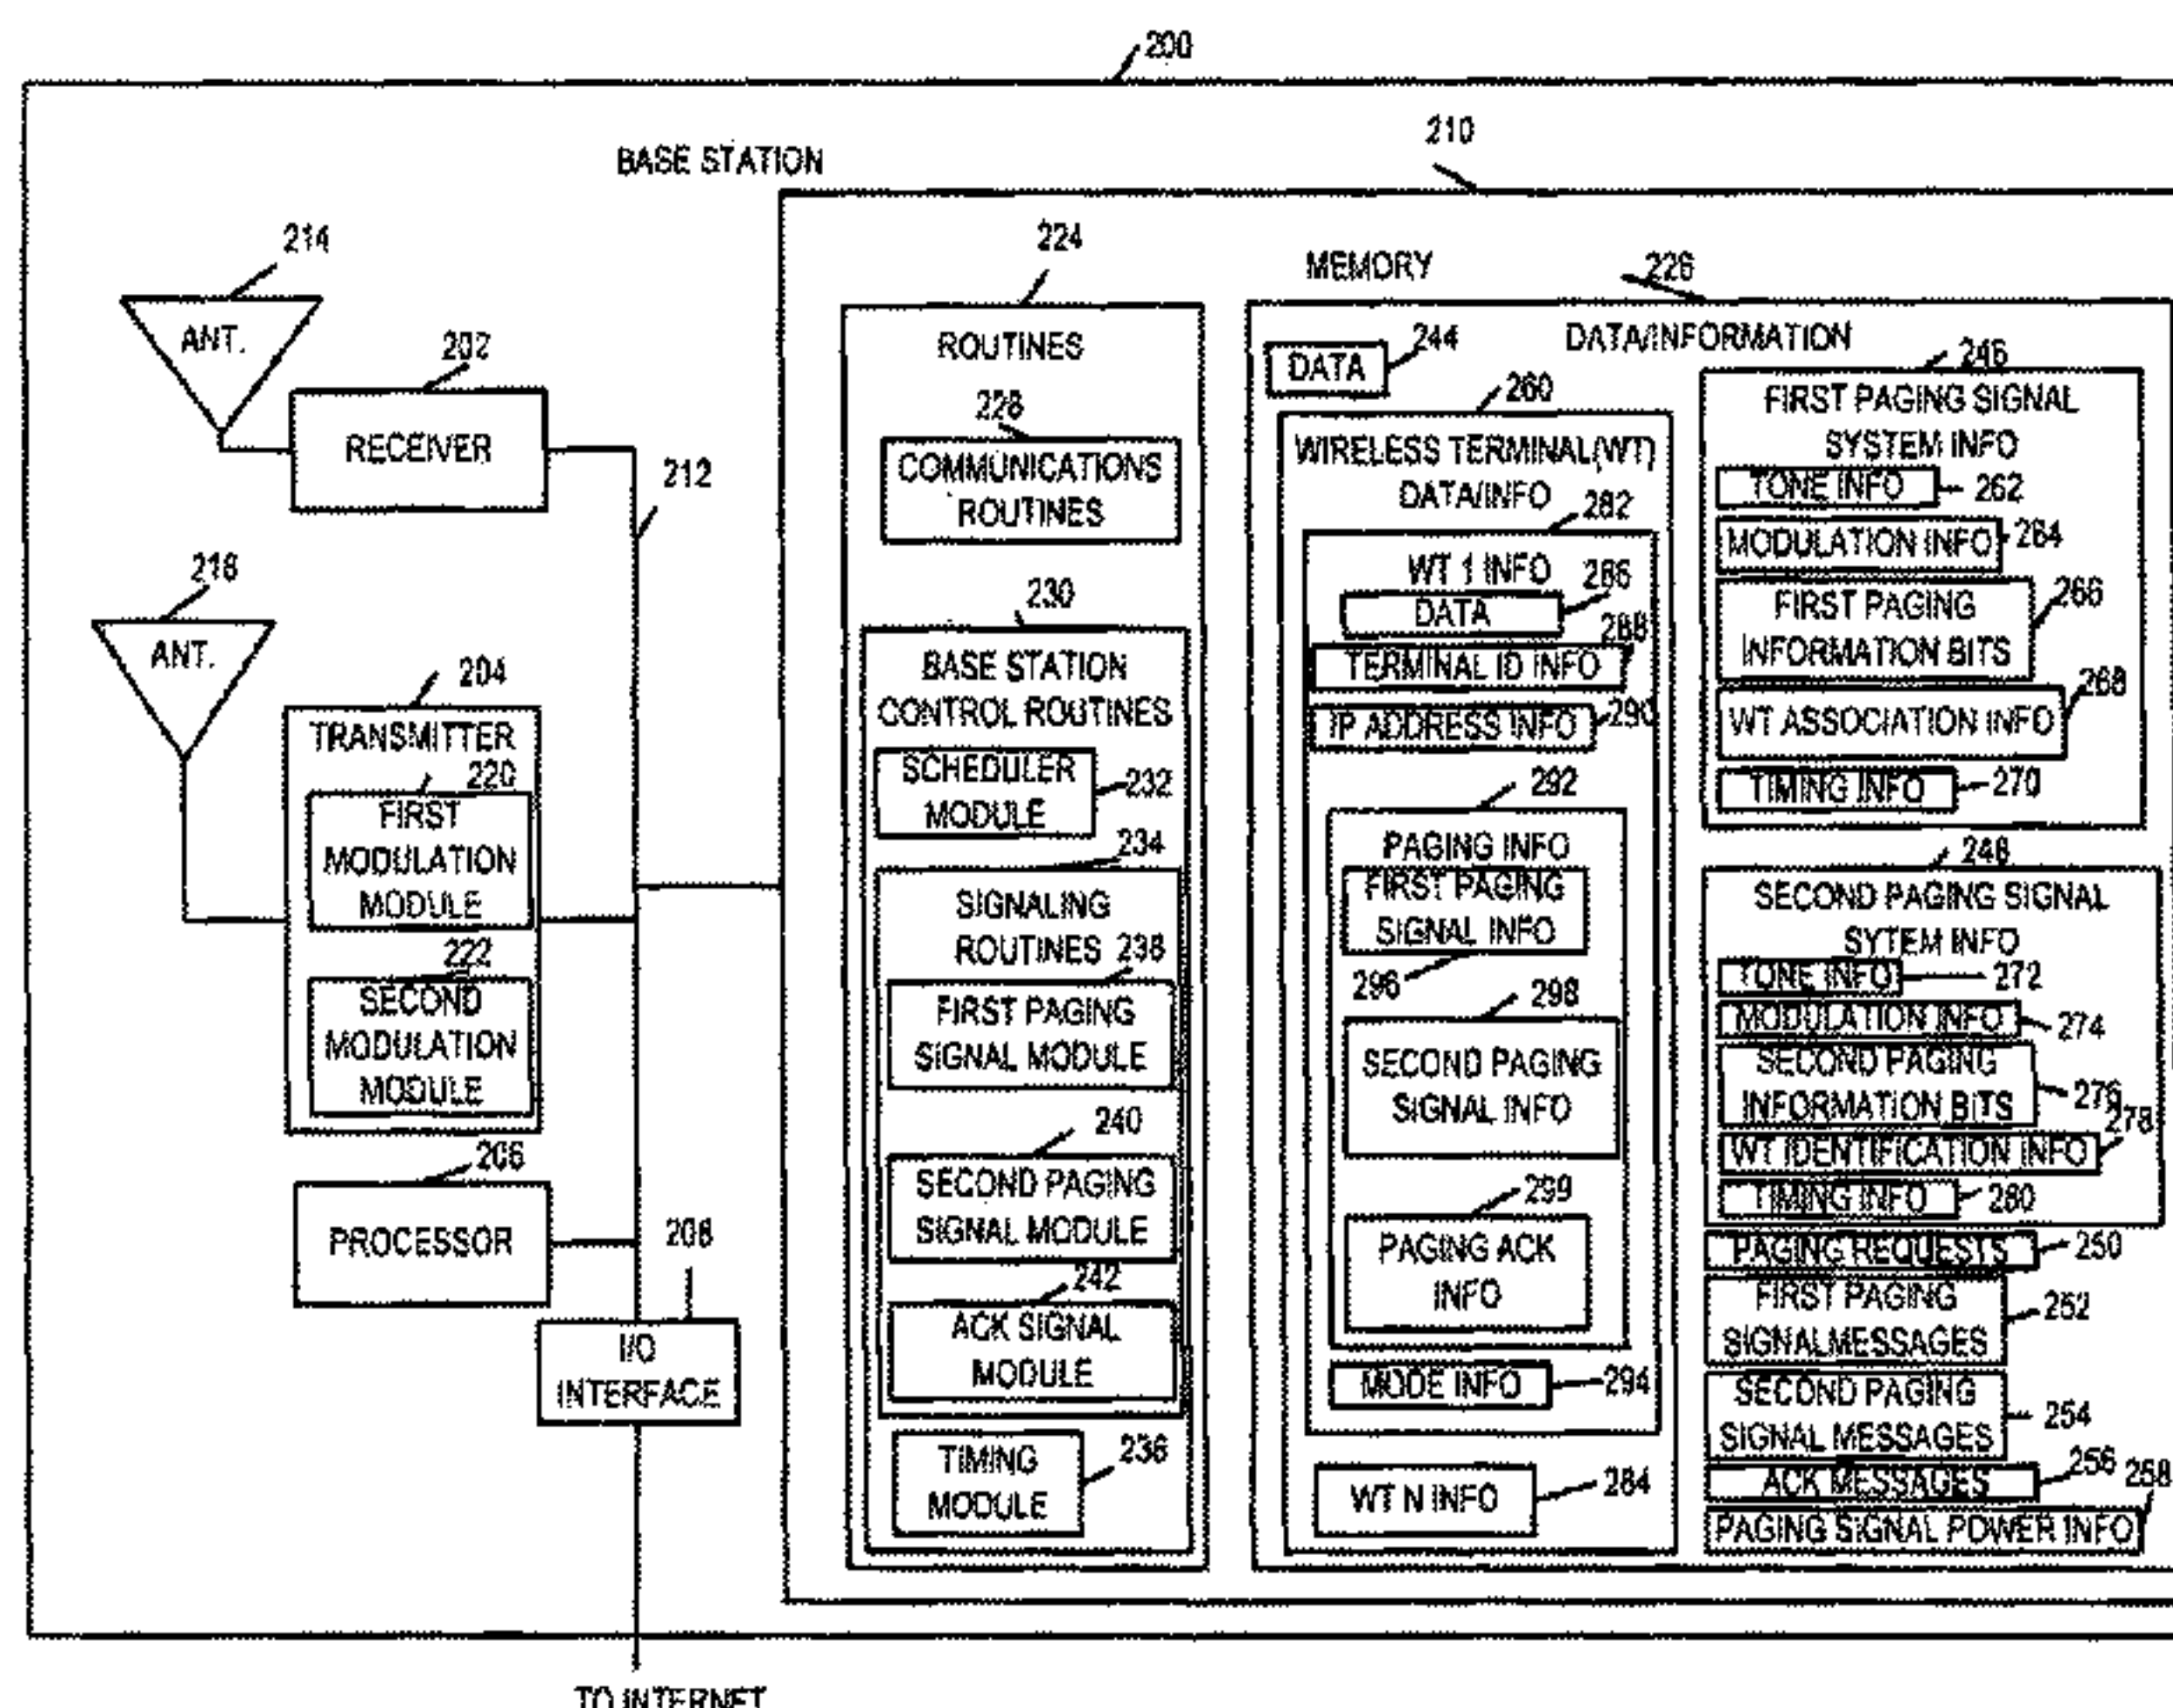 200
BASE STATION
210
214
ANT.
202
RECEIVER
212
216
ANT.
204
TRANSMITTER
220
FIRST
MODULATION
MODULE
222
SECOND
MODULATION
MODULE
206
PROCESSOR
208
I/O
INTERFACE
TO INTERNET
MEMORY
224
ROUTINES
228
COMMUNICATIONS
ROUTINES
230
BASE STATION
CONTROL ROUTINES
SCHEDULER
MODULE
232
234
SIGNALING
ROUTINES
238
FIRST PAGING
SIGNAL MODULE
240
SECOND PAGING
SIGNAL MODULE
242
ACK SIGNAL
MODULE
TIMING
MODULE
236
226
DATA/INFORMATION
DATA
244
260
WIRELESS TERMINAL(WT)
DATA/INFO
282
WT 1 INFO
286
DATA
288
TERMINAL ID INFO
IP ADDRESS INFO
290
292
PAGING INFO
FIRST PAGING
SIGNAL INFO
296
298
SECOND PAGING
SIGNAL INFO
299
PAGING ACK
INFO
MODE INFO
294
WT N INFO
284
246
FIRST PAGING SIGNAL
SYSTEM INFO
TONE INFO
262
MODULATION INFO
264
FIRST PAGING
INFORMATION BITS
266
WT ASSOCIATION INFO
268
TIMING INFO
270
248
SECOND PAGING SIGNAL
SYTEM INFO
TONE INFO
272
MODULATION INFO
274
SECOND PAGING
INFORMATION BITS
276
WT IDENTIFICATION INFO
278
TIMING INFO
280
PAGING REQUESTS
250
FIRST PAGING
SIGNALMESSAGES
252
SECOND PAGING
SIGNAL MESSAGES
254
ACK MESSAGES
256
PAGING SIGNAL POWER INFO
258